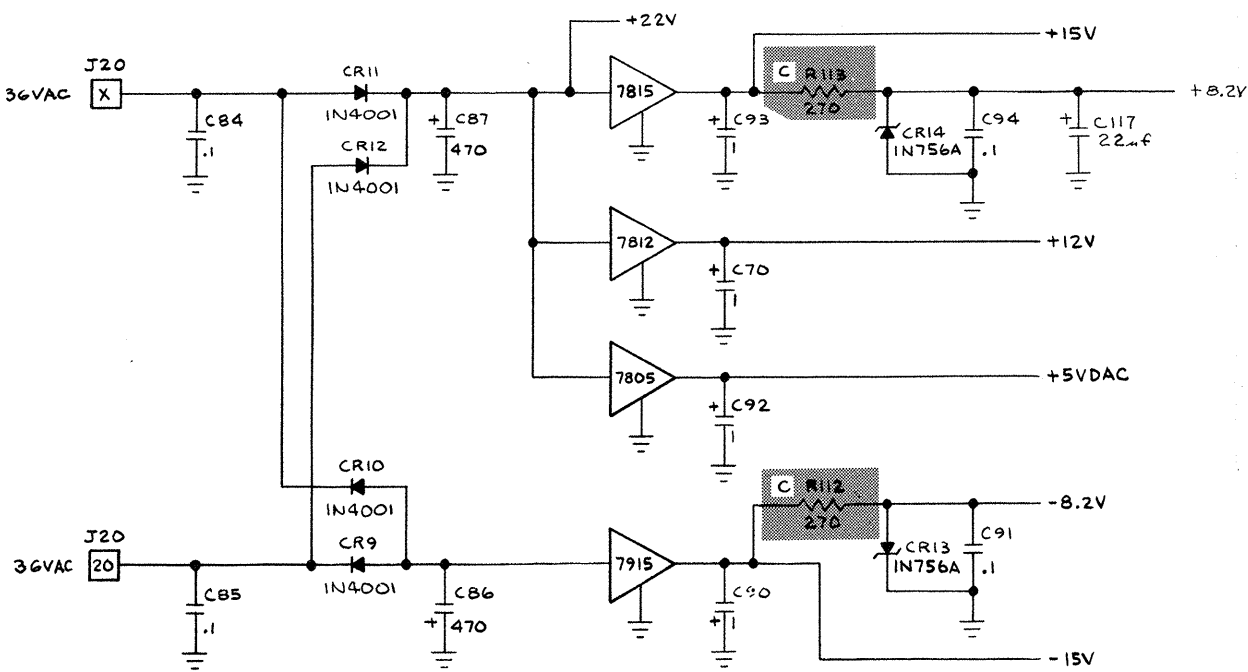 +22V
+15V
J20
36VAC
X
C84
.1
CR11
1N4001
CR12
1N4001
+
C87
470
7815
+
C93
1
C
R113
270
CR14
1N756A
C94
.1
+
C117
22uf
+8.2V
7812
+12V
+
C70
1
7805
+5VDAC
+
C92
1
CR10
1N4001
J20
36VAC
20
C85
.1
CR9
1N4001
C86
+
470
7915
C90
+
1
C
R112
270
-8.2V
CR13
1N756A
C91
.1
-15V